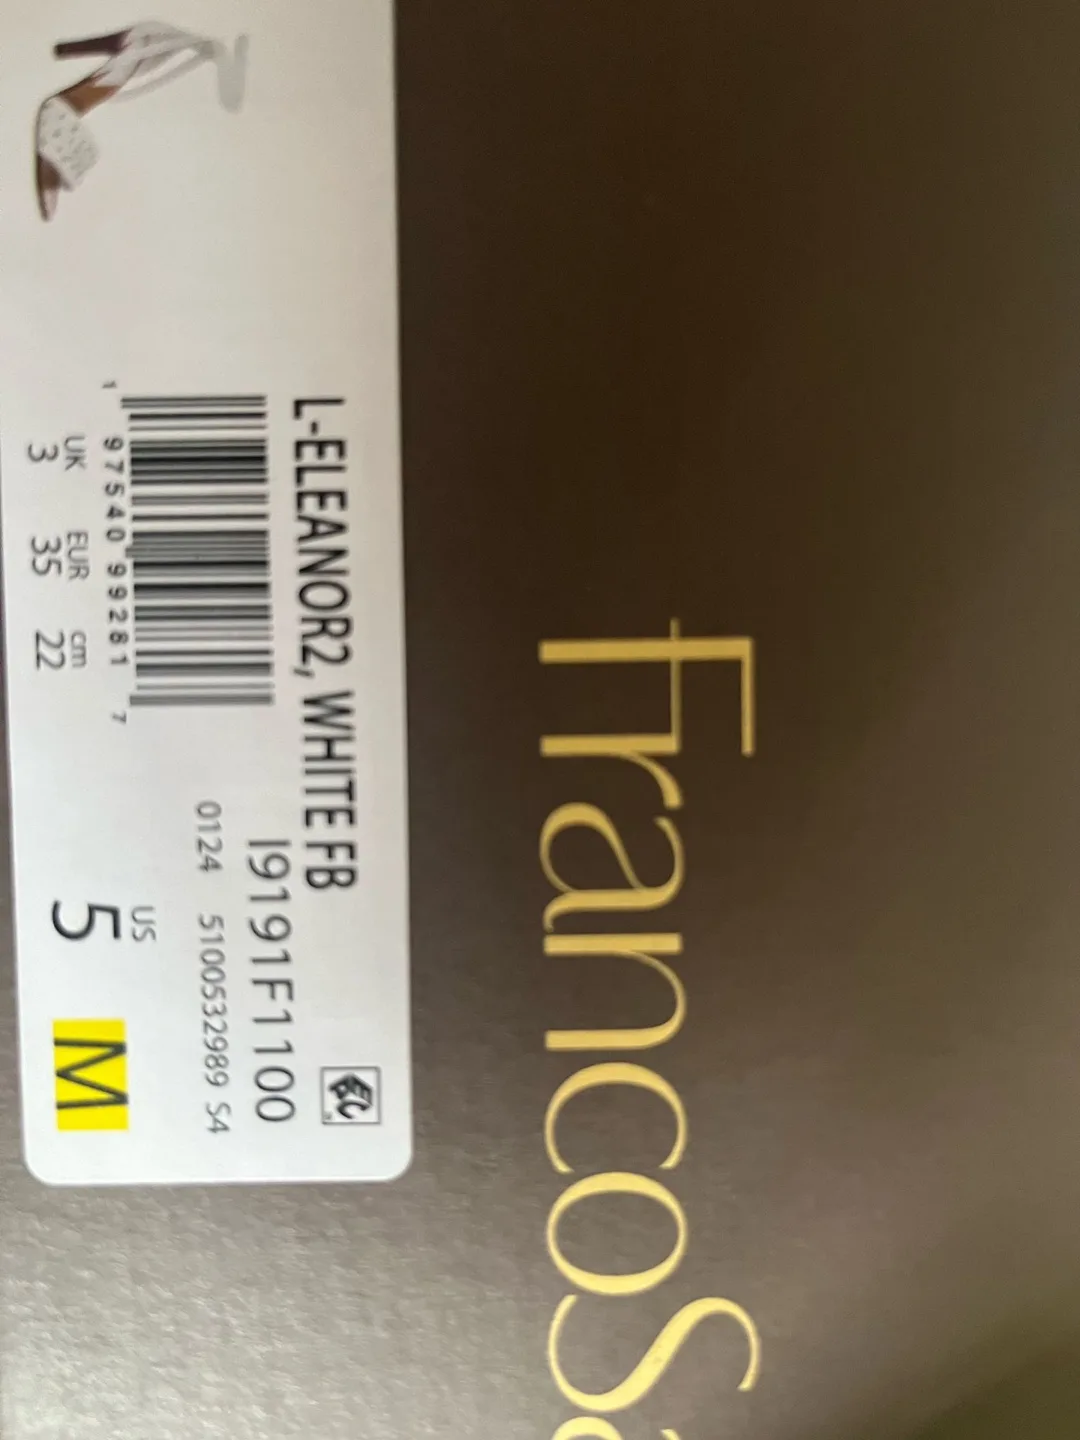 FrancoSa
L-ELEANOR2, WHITE FB
I9191F1100
0124 5100532989 S4
1 97540 99281 7
UK EUR cm
3 35 22
US
5 M